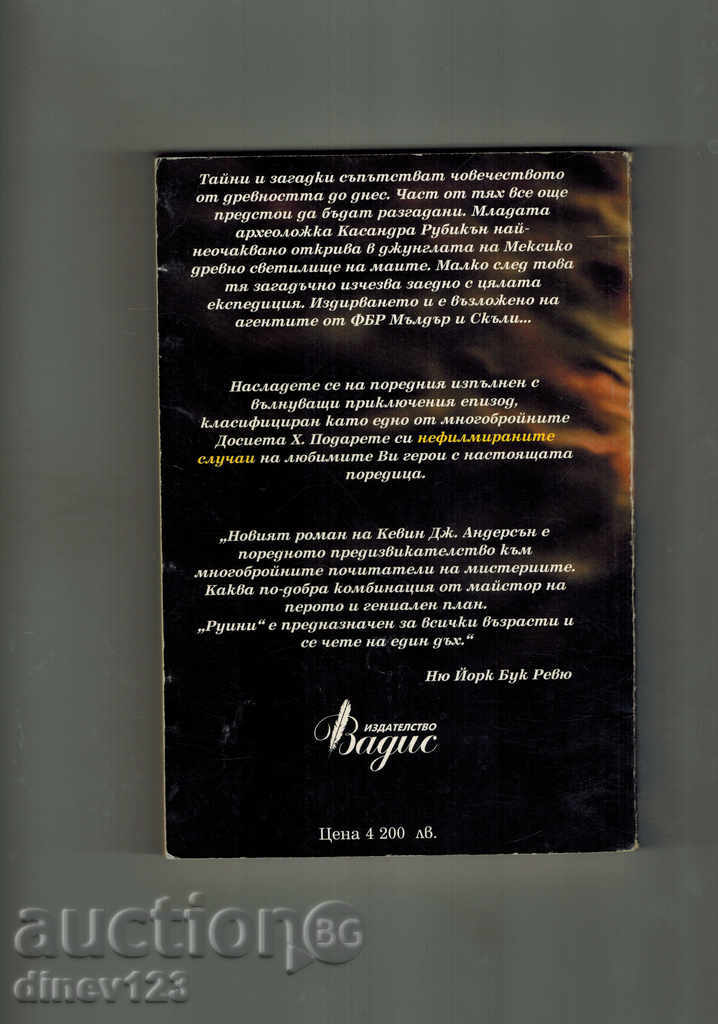 Тайни и загадки съпътстват човечеството
от древността до днес. Част от тях все още
предстои да бъдат разгадани. Младата
археоложка Касандра Рубикън най-
неочаквано открива в джунглата на Мексико
древно светилище на маите. Малко след това
тя загадъчно изчезва заедно с цялата
експедиция. Издирването и е възложено на
агентите от ФБР Мълдър и Скъли...
Насладете се на поредния изпълнен с
вълнуващи приключения епизод,
класифициран като едно от многобройните
Досиета Х. Подарете си нефилмираните
случаи на любимите Ви герои с настоящата
поредица.
„Новият роман на Кевин Дж. Андерсън е
поредното предизвикателство към
многобройните почитатели на мистериите.
Каква по-добра комбинация от майстор на
перото и гениален план.
„Руини“ е предназначен за всички възрасти и
се чете на един дъх.“
Ню Йорк Бук Ревю
ИЗДАТЕЛСТВО
Вадис
Цена 4 200 лв.
auction BG
dinev123